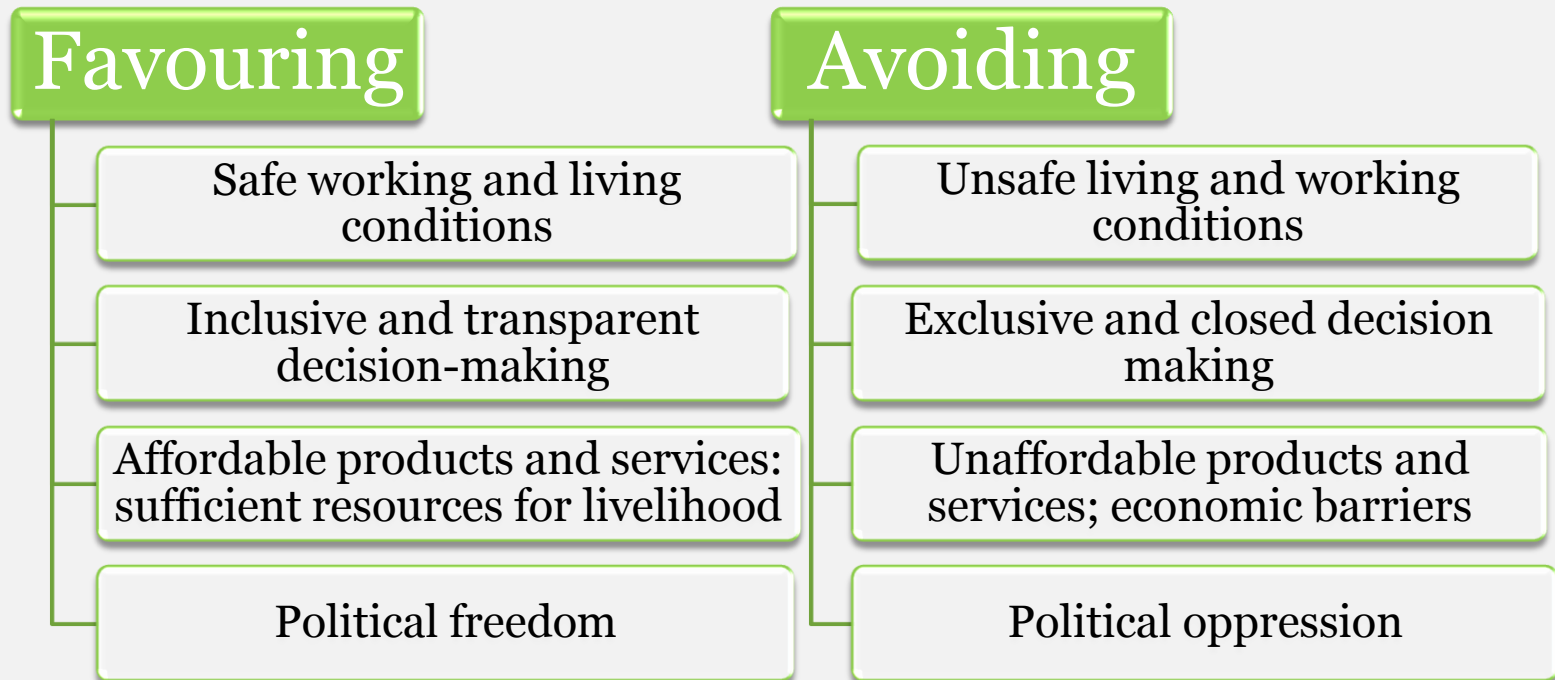 Favouring
Safe working and living
conditions
Inclusive and transparent
decision-making
Affordable products and services:
sufficient resources for livelihood
Political freedom
Avoiding
Unsafe living and working
conditions
Exclusive and closed decision
making
Unaffordable products and
services; economic barriers
Political oppression